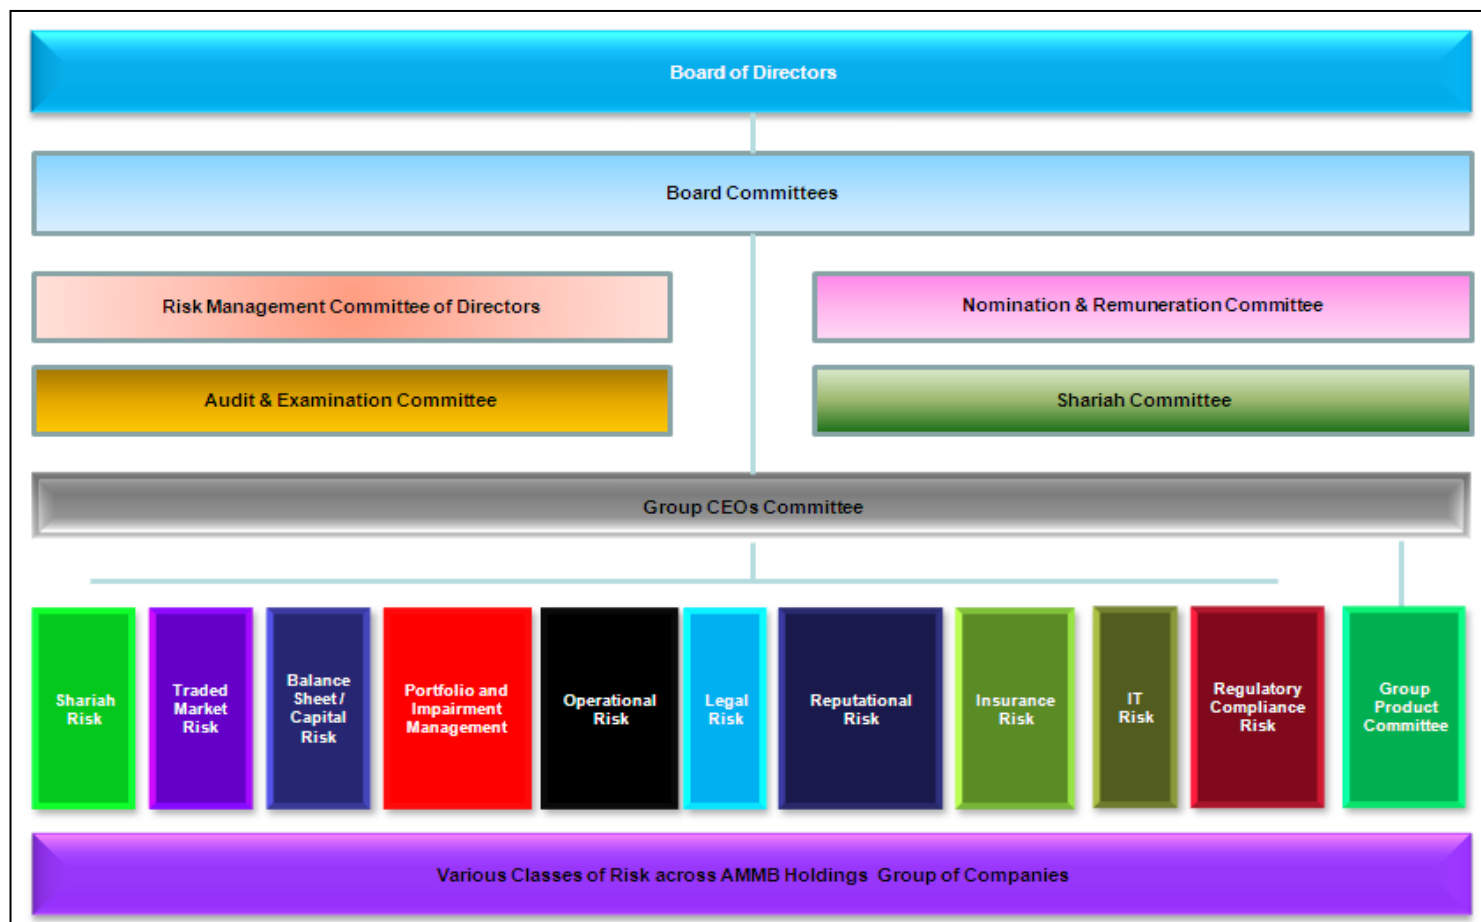 Board of Directors
Board Committees
Risk Management Committee of Directors
Nomination & Remuneration Committee
Audit & Examination Committee
Shariah Committee
Group CEOs Committee
Shariah
Risk
Traded
Market
Risk
Balance
Sheet /
Capital
Risk
Portfolio and
Impairment
Management
Operational
Risk
Legal
Risk
Reputational
Risk
Insurance
Risk
IT
Risk
Regulatory
Compliance
Risk
Group
Product
Committee
Various Classes of Risk across AMMB Holdings Group of Companies